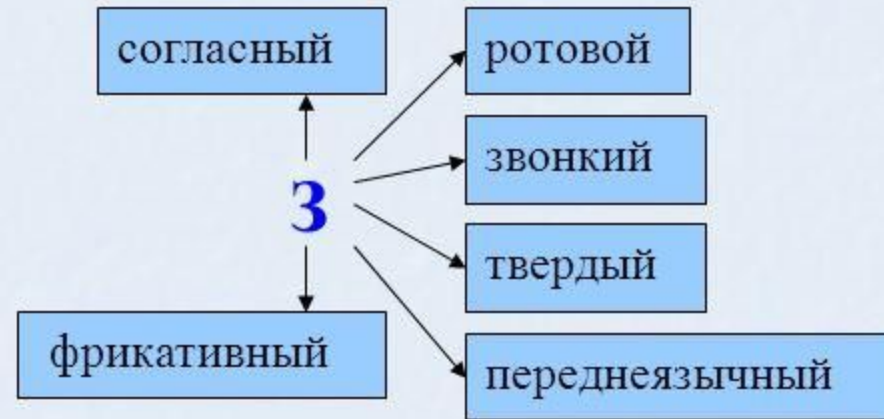 согласный
ротовой
звонкий
З
твердый
фрикативный
переднеязычный